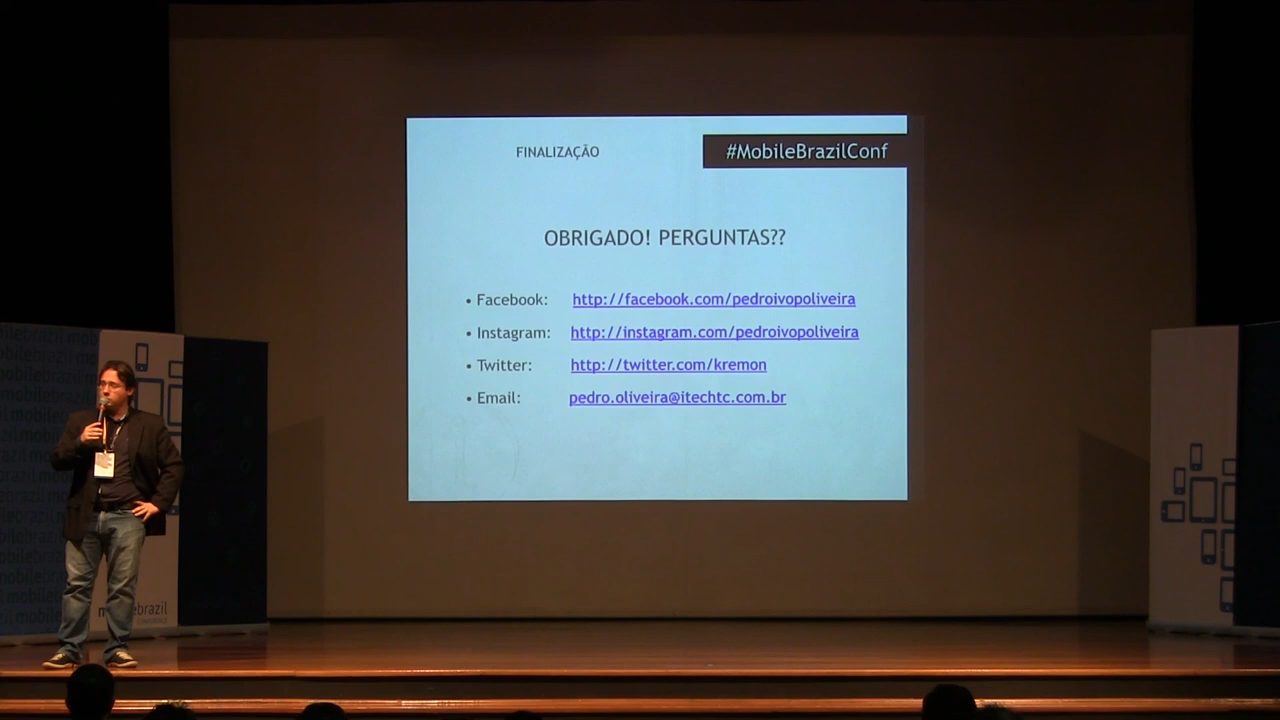 FINALIZAÇÃO
#MobileBrazilConf
OBRIGADO! PERGUNTAS??
• Facebook: http://facebook.com/pedroivopoliveira
• Instagram: http://instagram.com/pedroivopoliveira
• Twitter: http://twitter.com/kremon
• Email: pedro.oliveira@itechtc.com.br